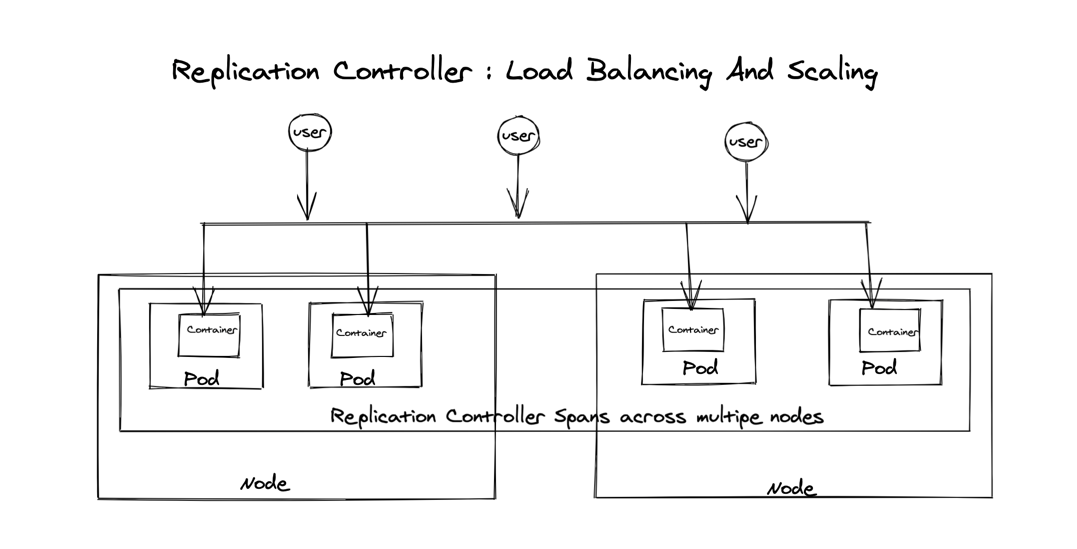 Replication Controller : Load Balancing And Scaling
user
user
user
Container
Container
Container
Container
Pod
Pod
Pod
Pod
Replication Controller Spans across multipe nodes
Node
Node